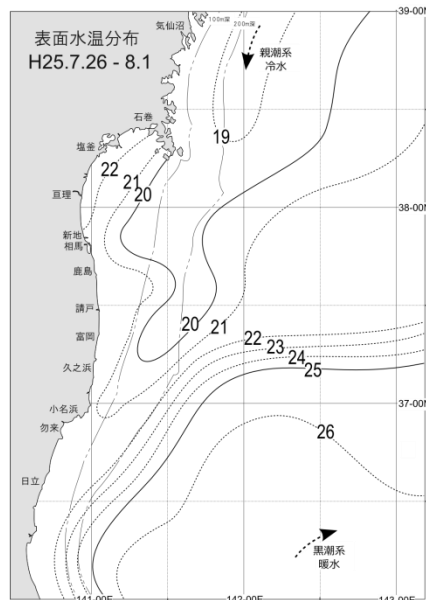 表面水温分布
H25.7.26 - 8.1
39-00N
気仙沼
100m深
200m深
親潮系
冷水
19
石巻
塩釜
22
21
20
亘理
38-00N
新地
相馬
鹿島
請戸
20
21
富岡
22
23
久之浜
24
25
37-00N
小名浜
勿来
26
日立
黒潮系
暖水
141-00E
142-00E
143-00E